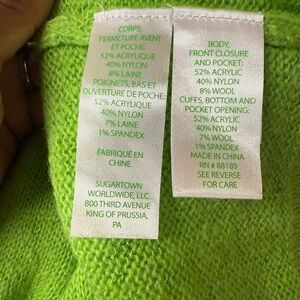 CORPS,
FERMETURE AVENT
ET POCHE:
52% ACRYLIQUE
40% NYLON
8% LAINE
POIGNETS, BAS ET
OUVERTURE DE POCHE:
52% ACRYLIQUE
40% NYLON
7% LAINE
1% SPANDEX
FABRIQUÉ EN
CHINE
SUGARTOWN
WORLDWIDE, LLC
800 THIRD AVENUE
KING OF PRUSSIA,
PA
BODY,
FRONT CLOSURE
AND POCKET:
52% ACRYLIC
40% NYLON
8% WOOL
CUFFS, BOTTOM AND
POCKET OPENING:
52% ACRYLIC
40% NYLON
7% WOOL
1% SPANDEX
MADE IN CHINA
RN # 88189
SEE REVERSE
FOR CARE